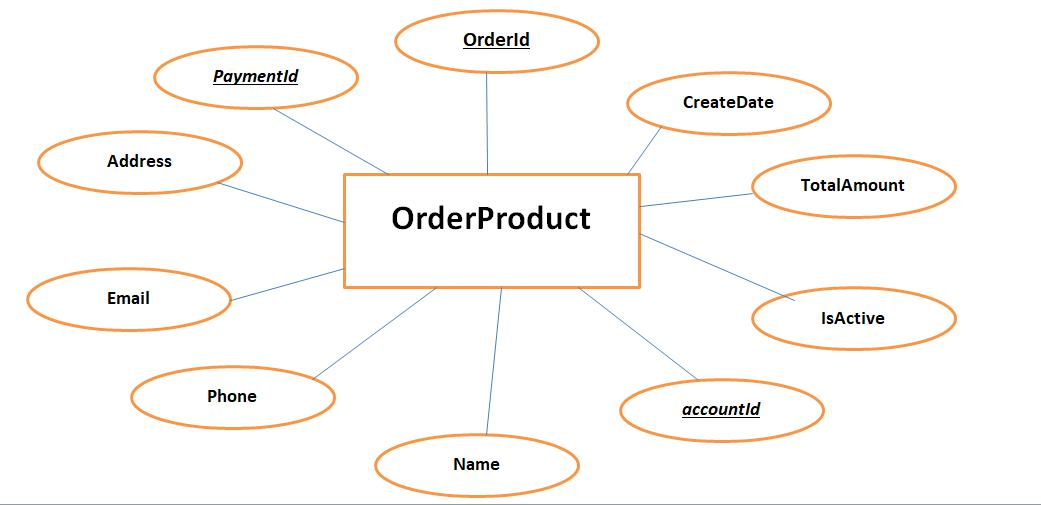 OrderId
PaymentId
CreateDate
Address
TotalAmount
OrderProduct
Email
IsActive
Phone
accountId
Name